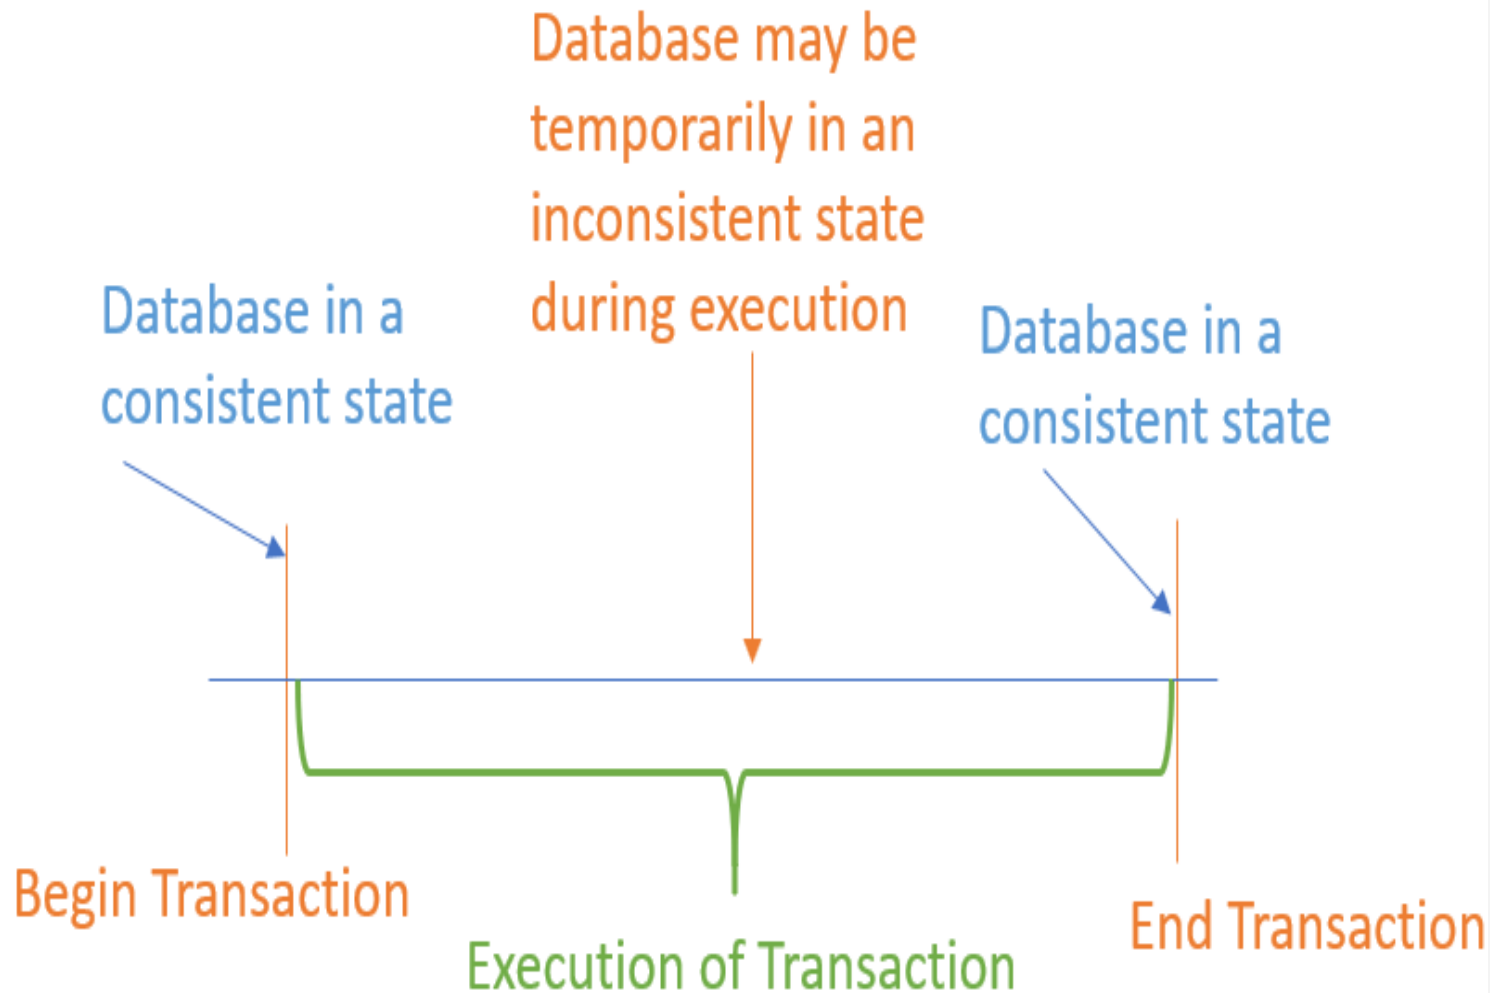 Database may be
temporarily in an
inconsistent state
during execution
Database in a
consistent state
Database in a
consistent state
Begin Transaction
End Transaction
Execution of Transaction